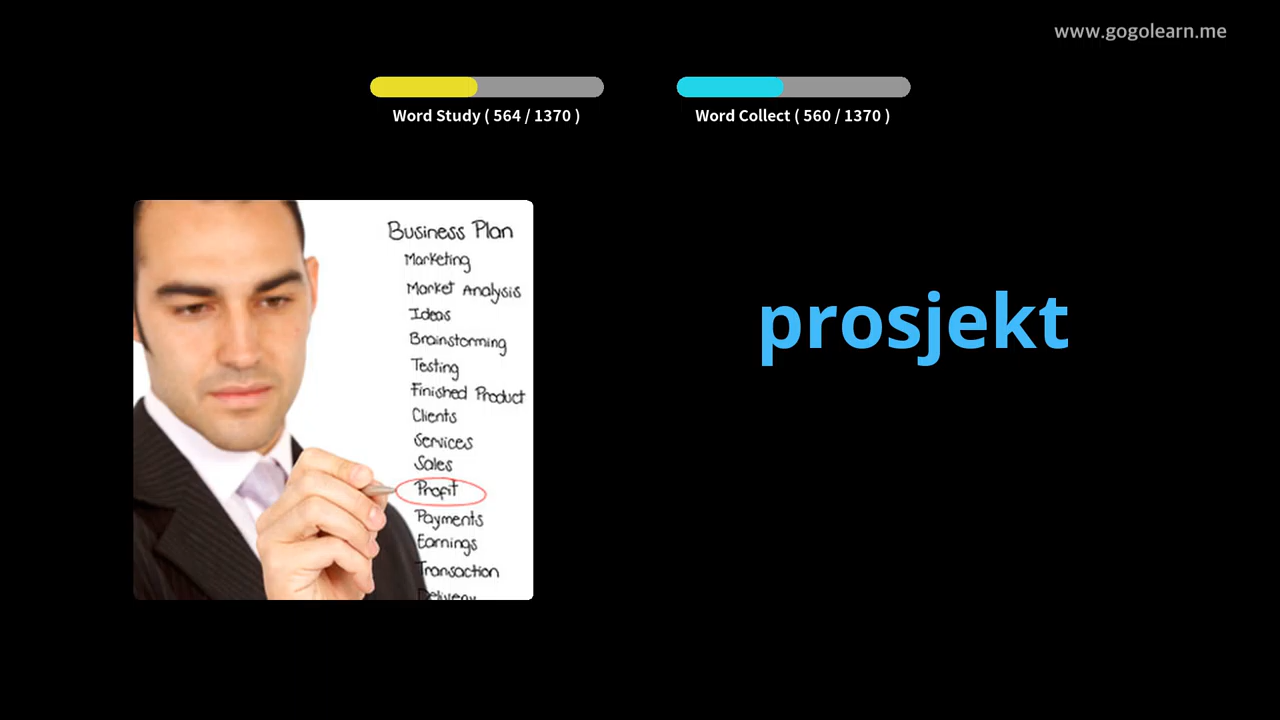 www.gogolearn.me
Word Study ( 564 / 1370 )
Word Collect ( 560 / 1370 )
Business Plan
Marketing
Market Analysis
Ideas
Brainstorming
Testing
Finished Product
Clients
Services
Sales
Profit
Payments
Earnings
Transaction
Delivery
prosjekt